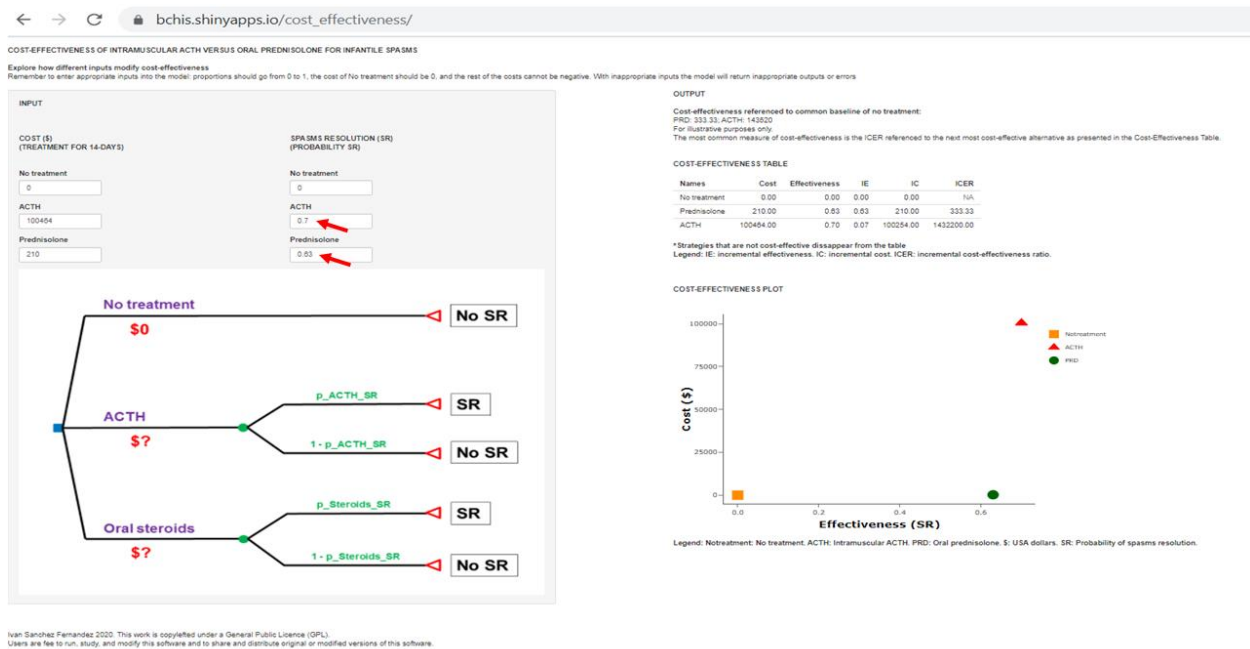 bchis.shinyapps.io/cost_effectiveness/
COST-EFFECTIVENESS OF INTRAMUSCULAR ACTH VERSUS ORAL PREDNISOLONE FOR INFANTILE SPASMS
Explore how different inputs modify cost-effectiveness
Remember to enter appropriate inputs into the model: proportions should go from 0 to 1, the cost of No treatment should be 0, and the rest of the costs cannot be negative. With inappropriate inputs the model will return inappropriate outputs or errors
INPUT
COST ($)
(TREATMENT FOR 14-DAYS)
No treatment
0
ACTH
100464
Prednisolone
210
SPASMS RESOLUTION (SR)
(PROBABILITY SR)
No treatment
0
ACTH
0.7
Prednisolone
0.63
No treatment
$0
No SR
ACTH
$?
p_ACTH_SR
SR
1 - p_ACTH_SR
No SR
Oral steroids
$?
p_Steroids_SR
SR
1 - p_Steroids_SR
No SR
OUTPUT
Cost-effectiveness referenced to common baseline of no treatment:
PRD: 333.33; ACTH: 143520
For illustrative purposes only.
The most common measure of cost-effectiveness is the ICER referenced to the next most cost-effective alternative as presented in the Cost-Effectiveness Table.
COST-EFFECTIVENESS TABLE
Names Cost Effectiveness IE IC ICER
No treatment 0.00 0.00 0.00 0.00 NA
Prednisolone 210.00 0.63 0.63 210.00 333.33
ACTH 100464.00 0.70 0.07 100254.00 1432200.00
*Strategies that are not cost-effective dissappear from the table
Legend: IE: incremental effectiveness. IC: incremental cost. ICER: incremental cost-effectiveness ratio.
COST-EFFECTIVENESS PLOT
100000
75000
50000
25000
0
Cost ($)
0.0 0.2 0.4 0.6
Effectiveness (SR)
Notreatment
ACTH
PRD
Legend: Notreatment: No treatment. ACTH: Intramuscular ACTH. PRD: Oral prednisolone. $: USA dollars. SR: Probability of spasms resolution.
Ivan Sanchez Fernandez 2020. This work is copylefted under a General Public Licence (GPL).
Users are fee to run, study, and modify this software and to share and distribute original or modified versions of this software.